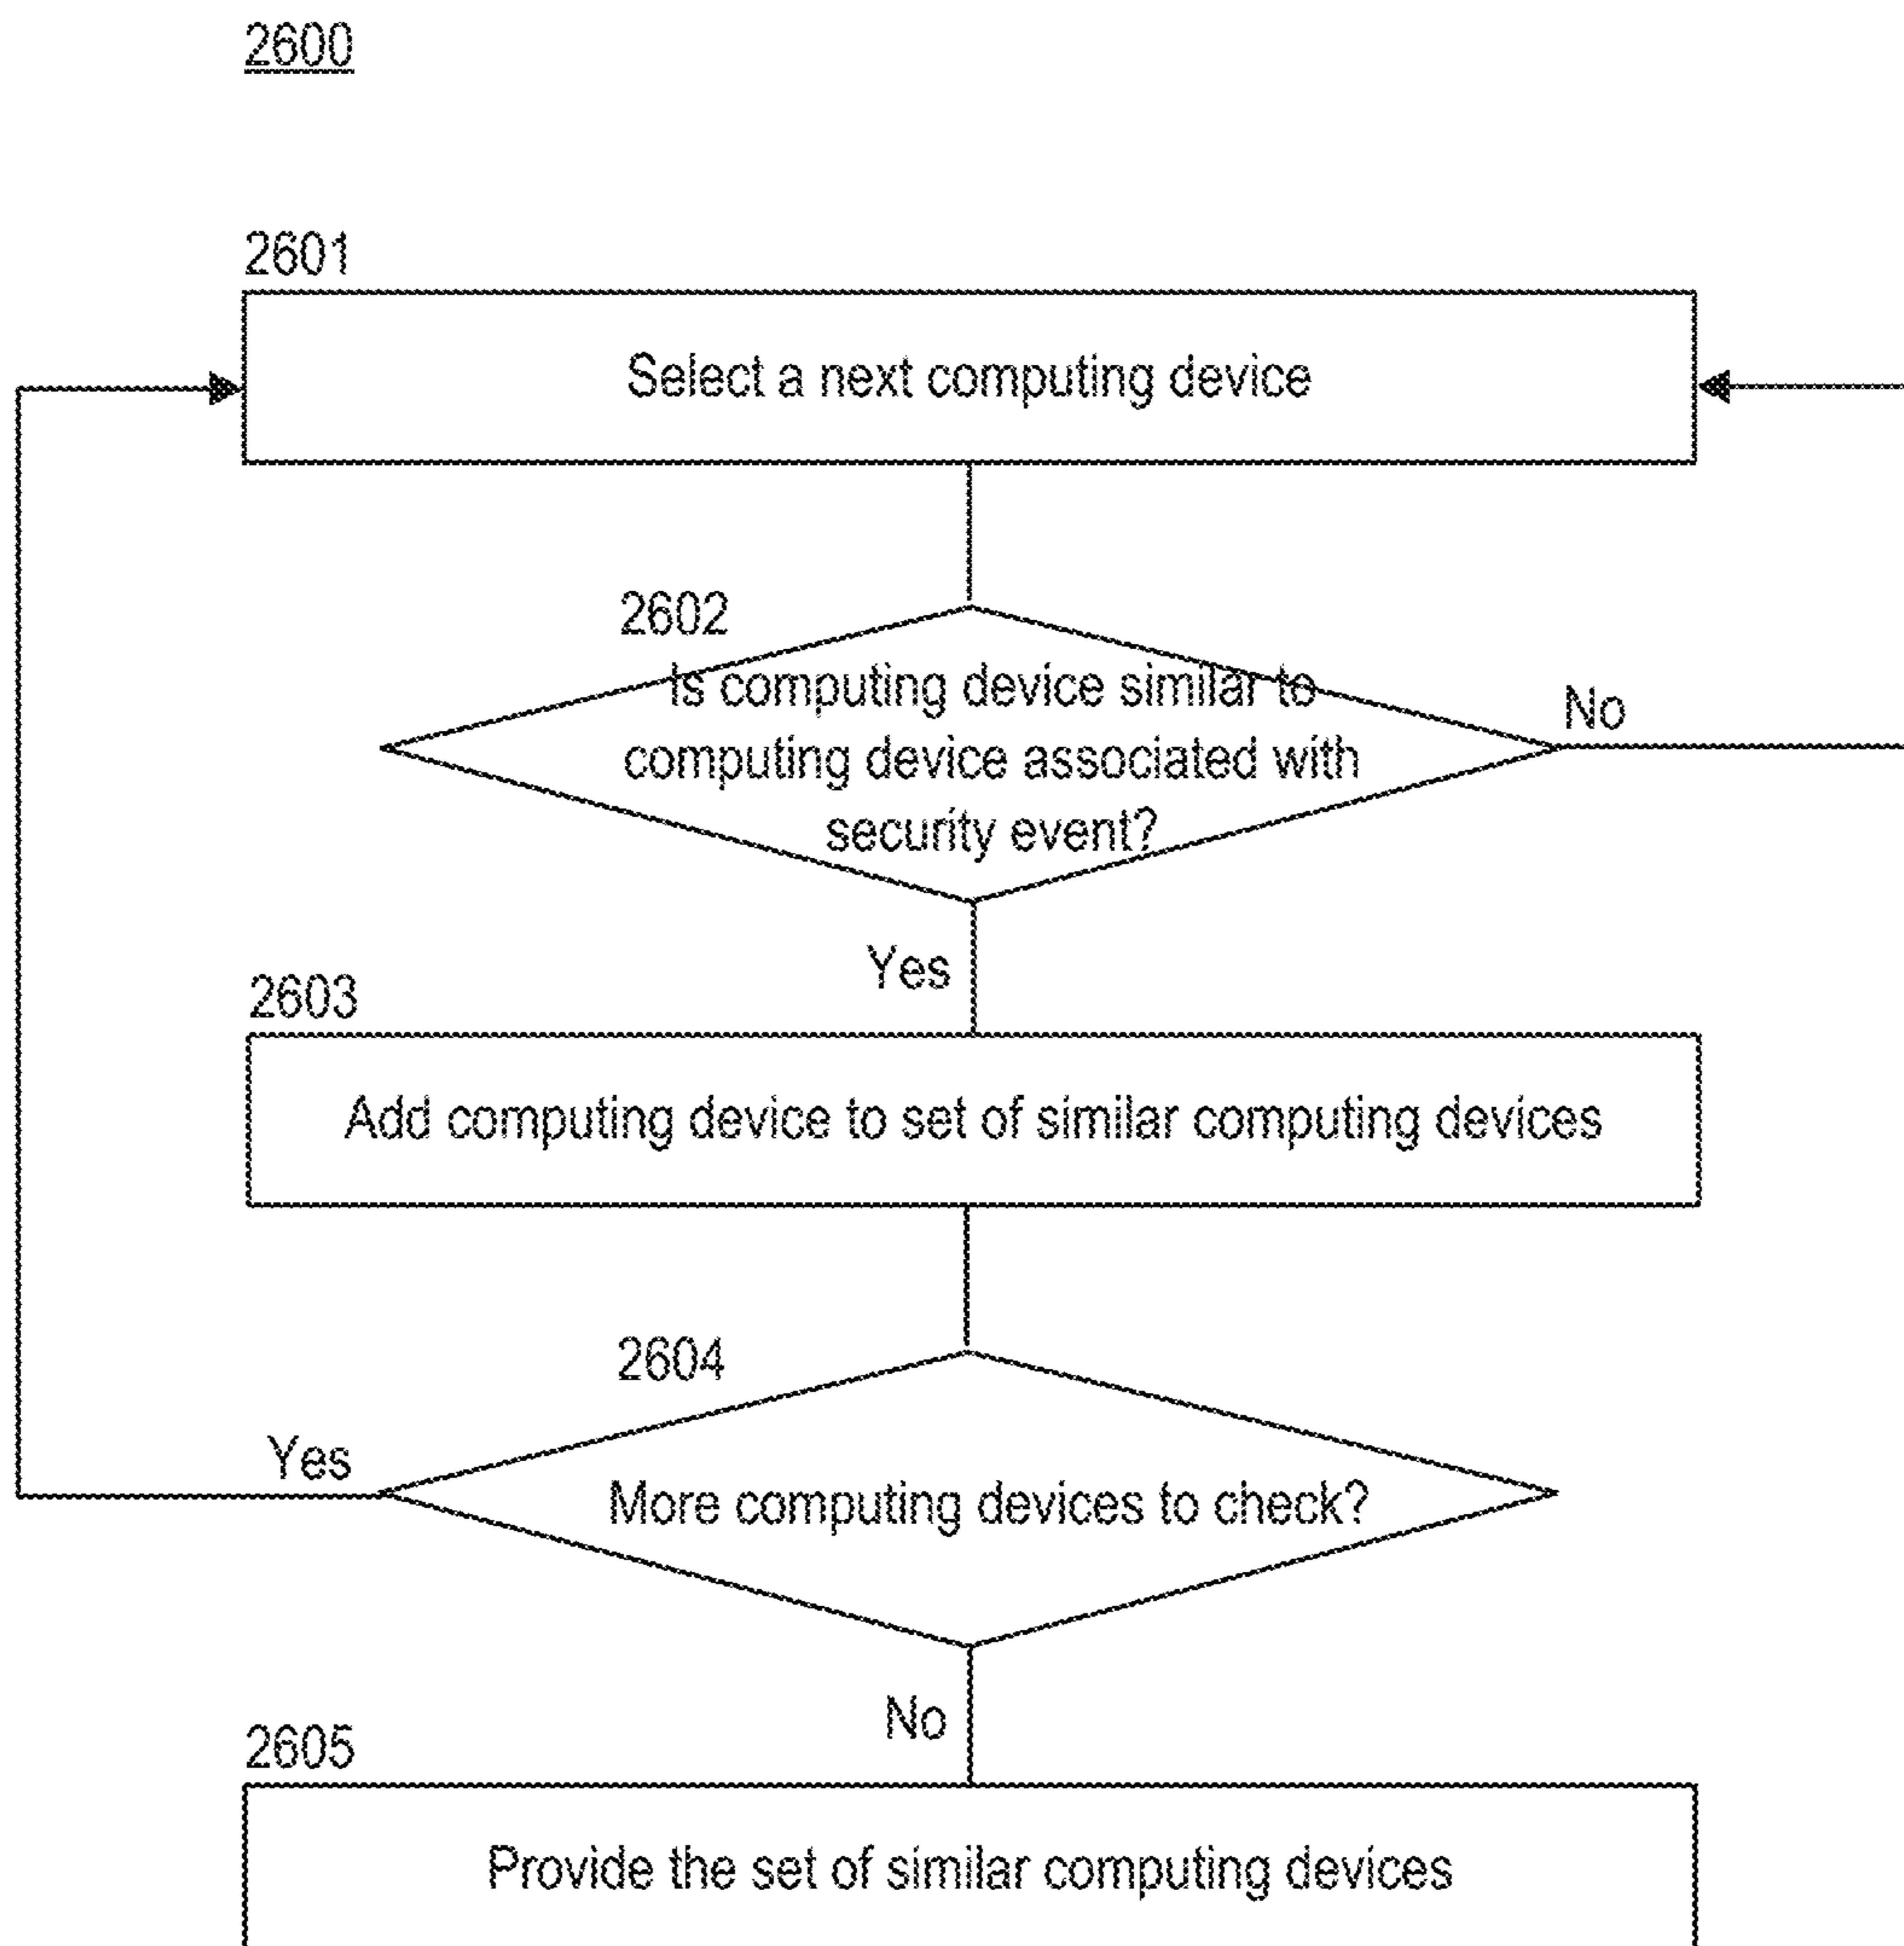 2600
2601
Select a next computing device
2602
Is computing device similar to
computing device associated with
security event?
No
Yes
2603
Add computing device to set of similar computing devices
2604
Yes
More computing devices to check?
No
2605
Provide the set of similar computing devices